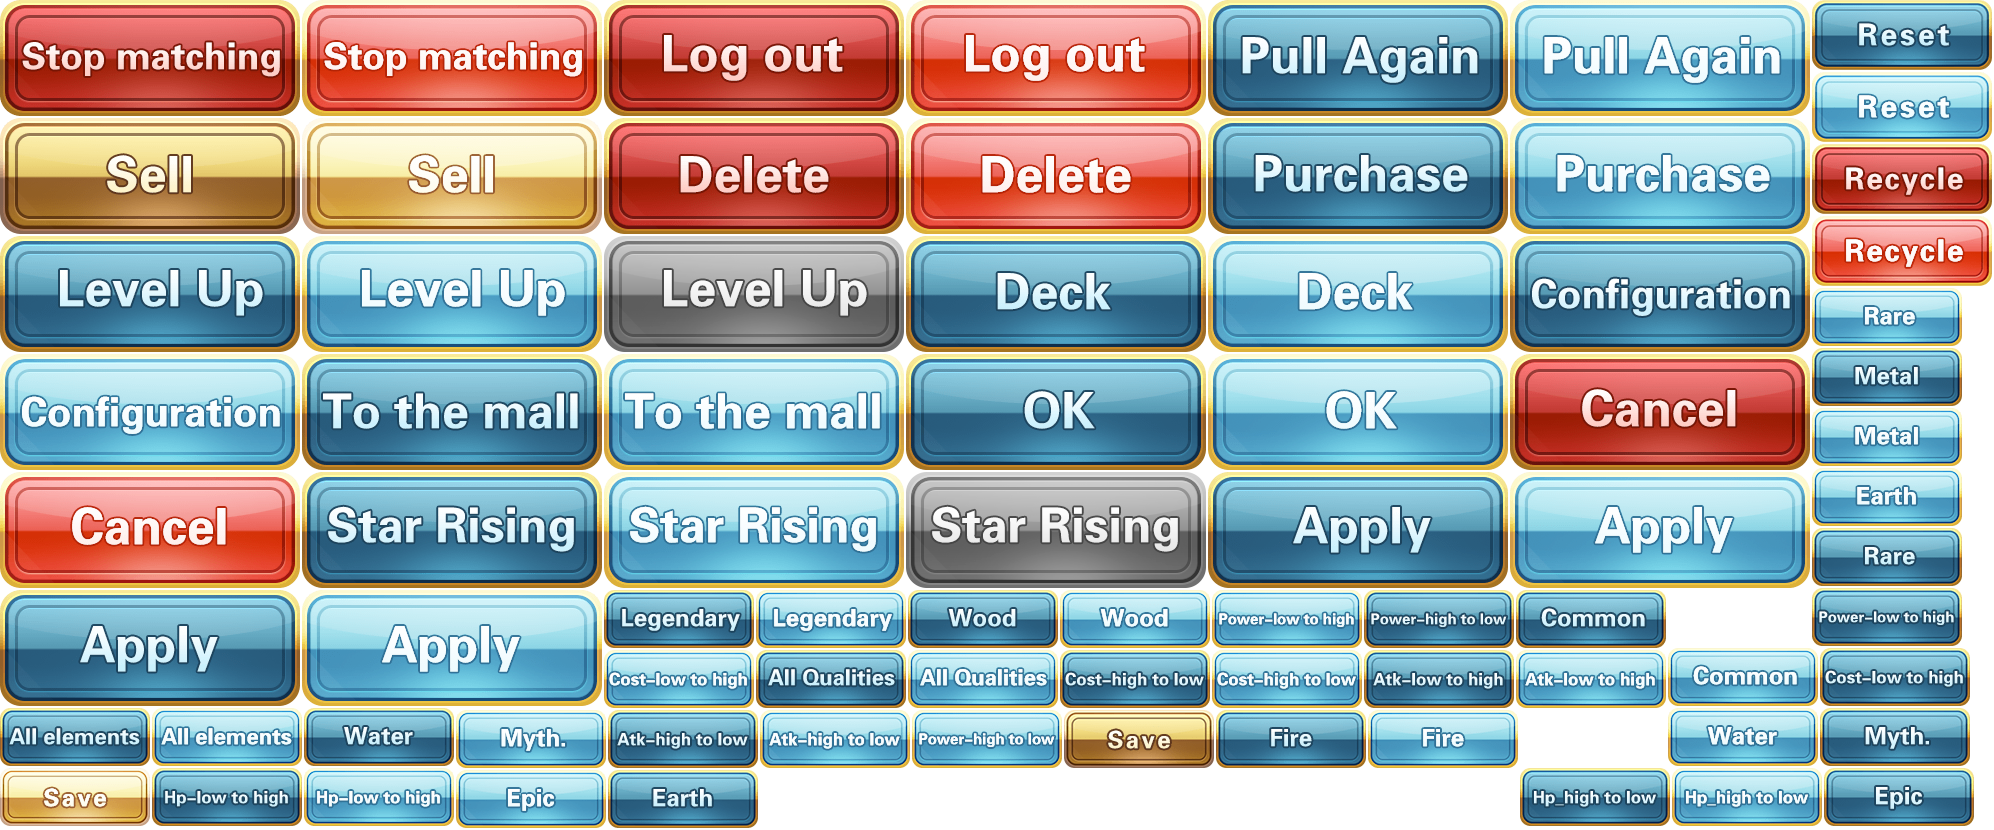 Stop matching
Stop matching
Log out
Log out
Pull Again
Pull Again
Reset
Reset
Sell
Sell
Delete
Delete
Purchase
Purchase
Recycle
Recycle
Level Up
Level Up
Level Up
Deck
Deck
Configuration
Rare
Configuration
To the mall
To the mall
OK
OK
Cancel
Metal
Metal
Cancel
Star Rising
Star Rising
Star Rising
Apply
Apply
Earth
Rare
Apply
Apply
Legendary
Legendary
Wood
Wood
Power-low to high
Power-high to low
Common
Power-low to high
Cost-low to high
All Qualities
All Qualities
Cost-high to low
Cost-high to low
Atk-low to high
Atk-low to high
Common
Cost-low to high
All elements
All elements
Water
Myth.
Atk-high to low
Atk-high to low
Power-high to low
Save
Fire
Fire
Water
Myth.
Save
Hp-low to high
Hp-low to high
Epic
Earth
Hp_high to low
Hp_high to low
Epic